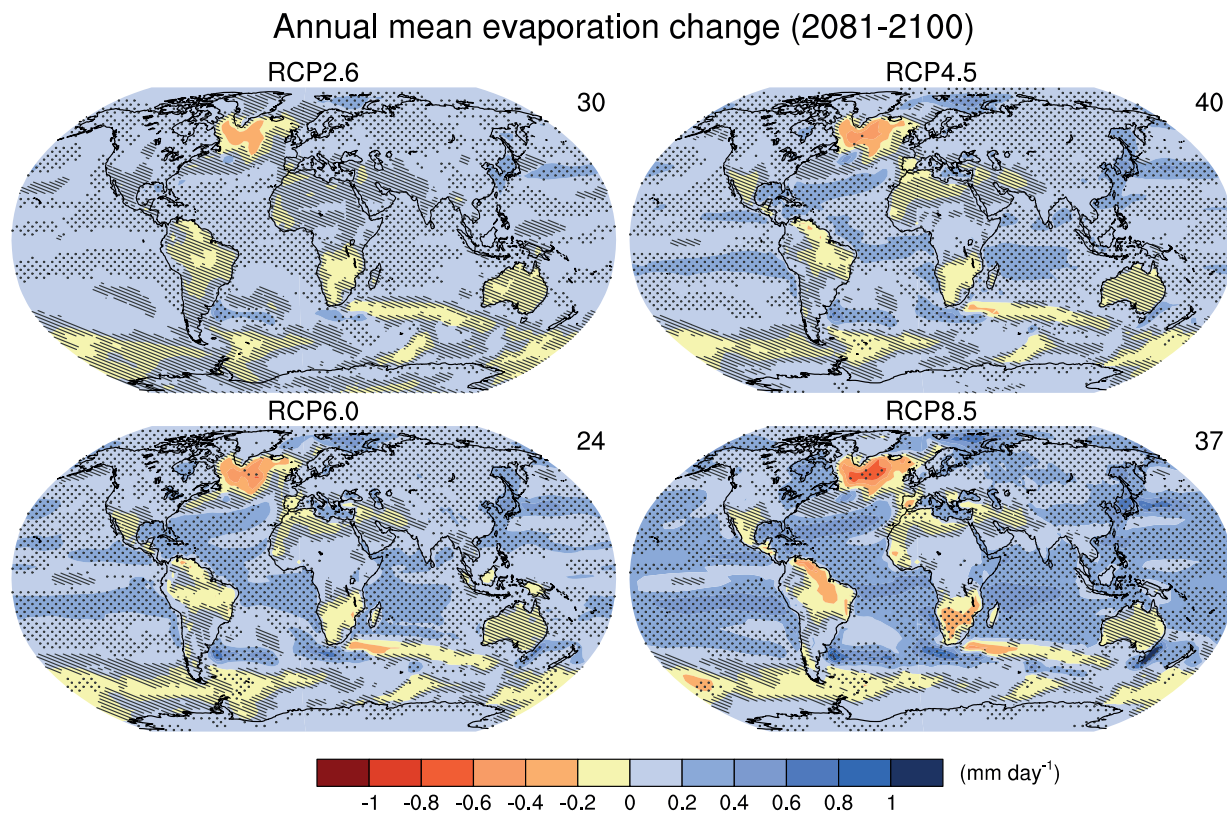 Annual mean evaporation change (2081-2100)
RCP2.6
30
RCP4.5
40
RCP6.0
24
RCP8.5
37
-1 -0.8 -0.6 -0.4 -0.2 0 0.2 0.4 0.6 0.8 1
(mm day⁻¹)